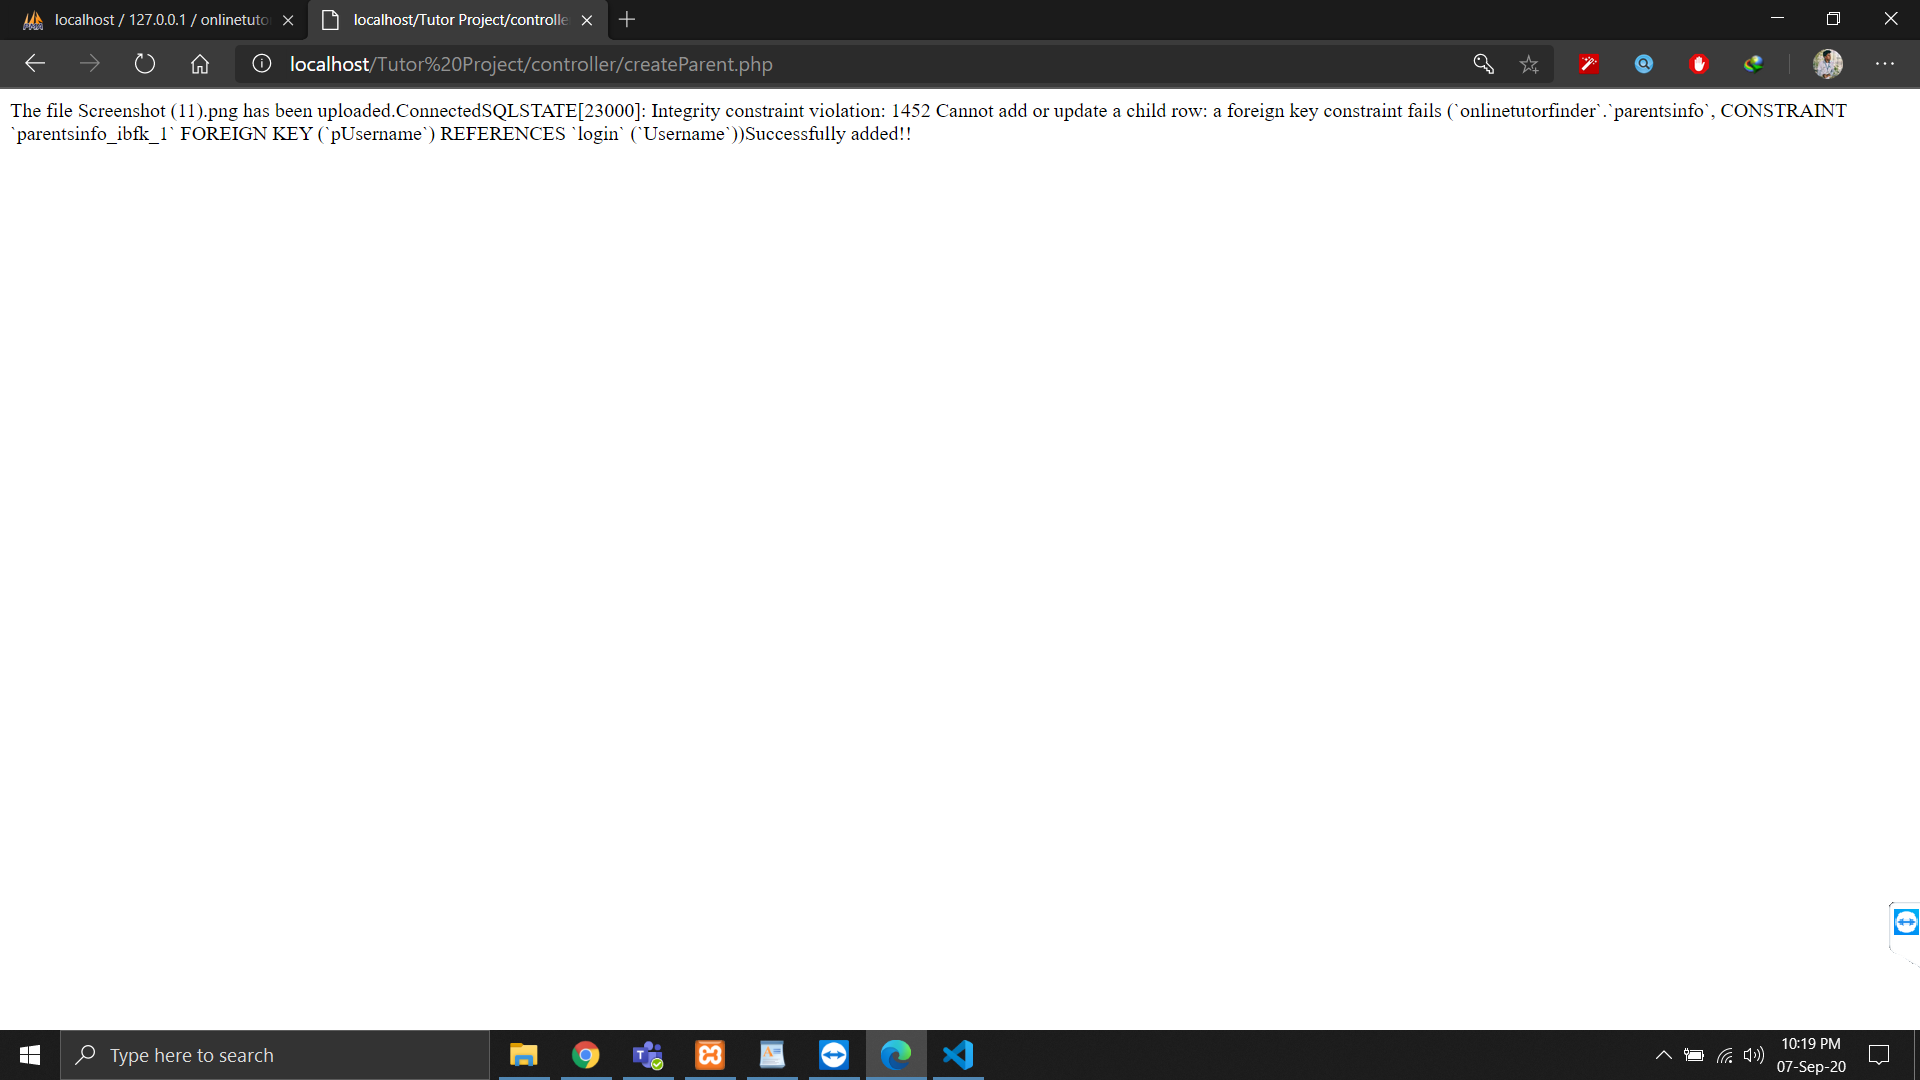 localhost / 127.0.0.1 / onlinetuto
localhost/Tutor Project/controlle
localhost/Tutor%20Project/controller/createParent.php
The file Screenshot (11).png has been uploaded.ConnectedSQLSTATE[23000]: Integrity constraint violation: 1452 Cannot add or update a child row: a foreign key constraint fails (`onlinetutorfinder`.`parentsinfo`, CONSTRAINT
`parentsinfo_ibfk_1` FOREIGN KEY (`pUsername`) REFERENCES `login` (`Username`))Successfully added!!
Type here to search
10:19 PM
07-Sep-20